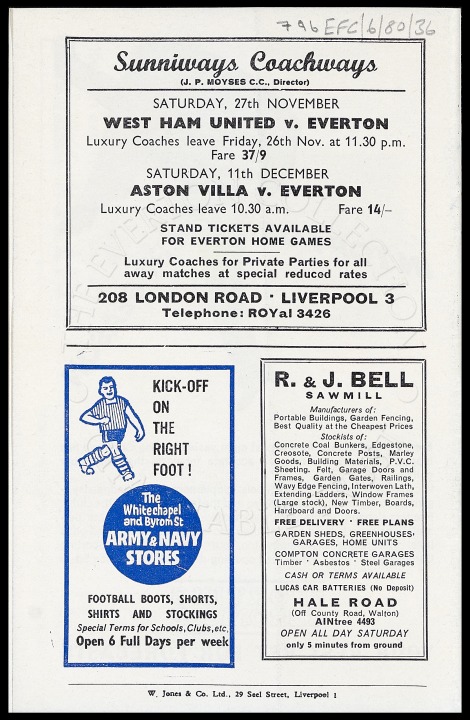 796 EFC/6/80/36
Sunniways Coachways
(J. P. MOYSES C.C., Director)
SATURDAY, 27th NOVEMBER
WEST HAM UNITED v. EVERTON
Luxury Coaches leave Friday, 26th Nov. at 11.30 p.m.
Fare 37/9
SATURDAY, 11th DECEMBER
ASTON VILLA v. EVERTON
Luxury Coaches leave 10.30 a.m. Fare 14/-
STAND TICKETS AVAILABLE
FOR EVERTON HOME GAMES
Luxury Coaches for Private Parties for all
away matches at special reducod rates
208 LONDON ROAD · LIVERPOOL 3
Telephone: ROYal 3426
KICK-OFF
ON
THE
RIGHT
FOOT !
The
Whitechapel
and Byrom St
ARMY & NAVY
STORES
FOOTBALL BOOTS, SHORTS,
SHIRTS AND STOCKINGS
Special Terms for Schools, Clubs, etc.
Open 6 Full Days per week
R. & J. BELL
SAWMILL
Manufacturers of:
Portable Buildings, Garden Fencing,
Best Quality at the Cheapest Prices
Stockists of:
Concrete Coal Bunkers, Edgestone,
Creosote, Concrete Posts, Marley
Goods, Building Materials, P.V.C.
Sheeting. Felt, Garage Doors and
Frames, Garden Gates, Railings,
Wavy Edge Fencing, Interwoven Lath,
Extending Ladders, Window Frames
(Large stock), New Timber, Boards,
Hardboard and Doors.
FREE DELIVERY · FREE PLANS
GARDEN SHEDS, GREENHOUSES·
GARAGES, HOME UNITS
COMPTON CONCRETE GARAGES
Timber · Asbestos · Steel Garages
CASH OR TERMS AVAILABLE
LUCAS CAR BATTERIES (No Deposit)
HALE ROAD
(Off County Road, Walton)
AINtree 4493
OPEN ALL DAY SATURDAY
only 5 minutes from ground
W. Jones & Co. Ltd., 29 Seel Street, Liverpool 1